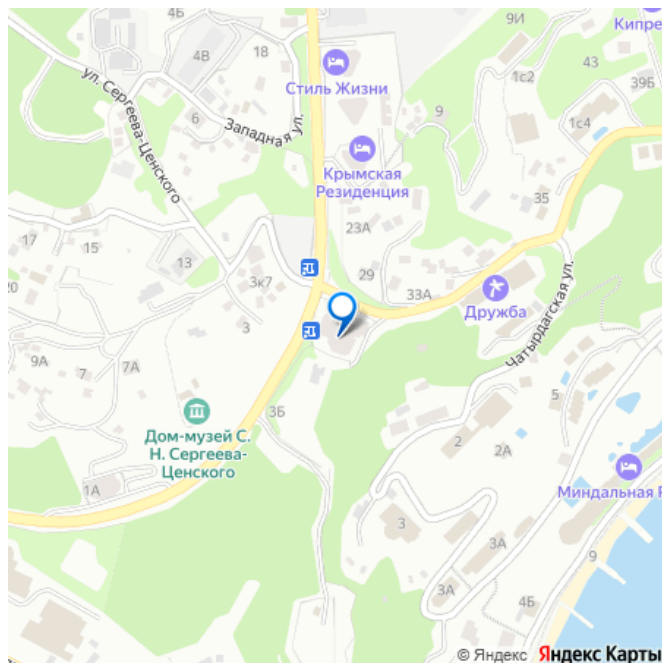 4Б
9И
Кипре
4В
18
1с2
43
Стиль Жизни
39Б
ул. Сергеева-Ценского
6
Западная ул.
9
1с4
Крымская
Резиденция
35
23А
17
15
13
29
20
3к7
33А
3
Дружба
Чатырдагская ул.
9А
7
7А
5
3Б
Дом-музей С.
Н. Сергеева-
Ценского
2
2А
1А
Миндальная Р
3
3А
9
3А
4Б
© Яндекс Яндекс Карты